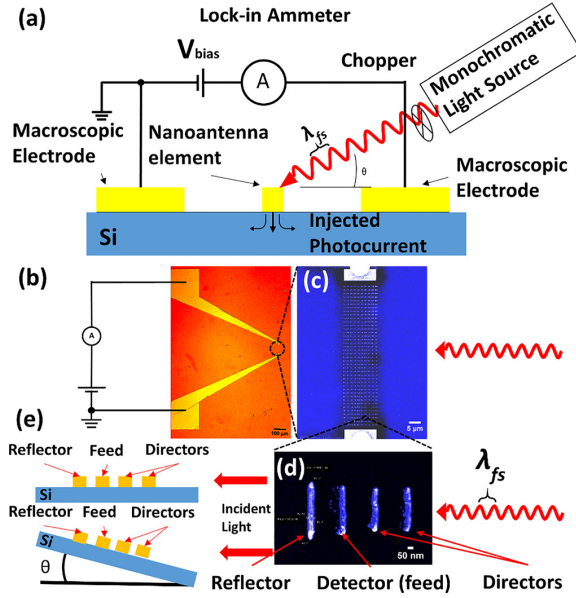 (a)
Lock-in Ammeter
Vbias
A
Chopper
Monochromatic
Light Source
Macroscopic
Electrode
Nanoantenna
element
λfs
θ
Macroscopic
Electrode
Si
Injected
Photocurrent
(b)
A
100 µm
(c)
5 µm
(e)
Reflector Feed Directors
Si
Reflector Feed Directors
Si
θ
Incident
Light
(d)
50 nm
λfs
Reflector Detector (feed) Directors